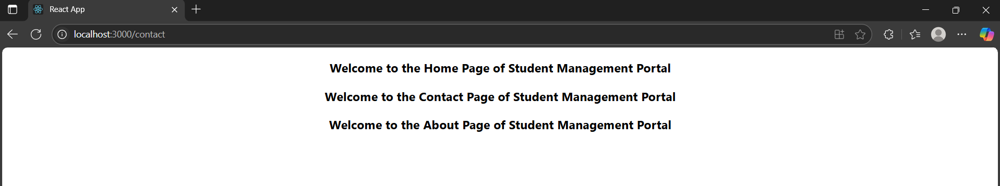 React App
localhost:3000/contact
Welcome to the Home Page of Student Management Portal
Welcome to the Contact Page of Student Management Portal
Welcome to the About Page of Student Management Portal